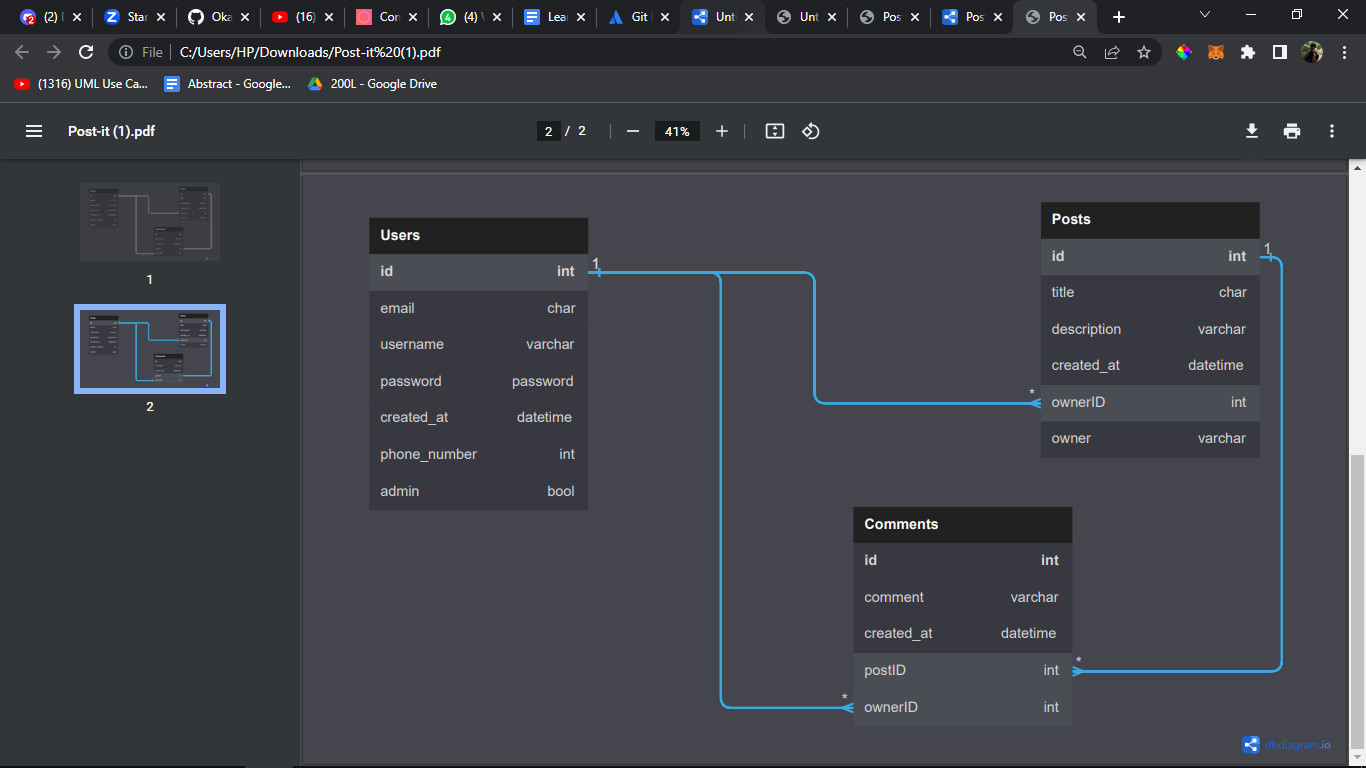 (2) I
Star
Oka
(16)
Con
(4) V
Lea
Git
Unt
Unt
Pos
Pos
Pos
File C:/Users/HP/Downloads/Post-it%20(1).pdf
(1316) UML Use Ca... Abstract - Google... 200L - Google Drive
Post-it (1).pdf 2 / 2 41%
1
2
Users
id int
email char
username varchar
password password
created_at datetime
phone_number int
admin bool
1
Posts
id int
title char
description varchar
created_at datetime
ownerID int
owner varchar
1
*
Comments
id int
comment varchar
created_at datetime
postID int
ownerID int
*
*
dbdiagram.io